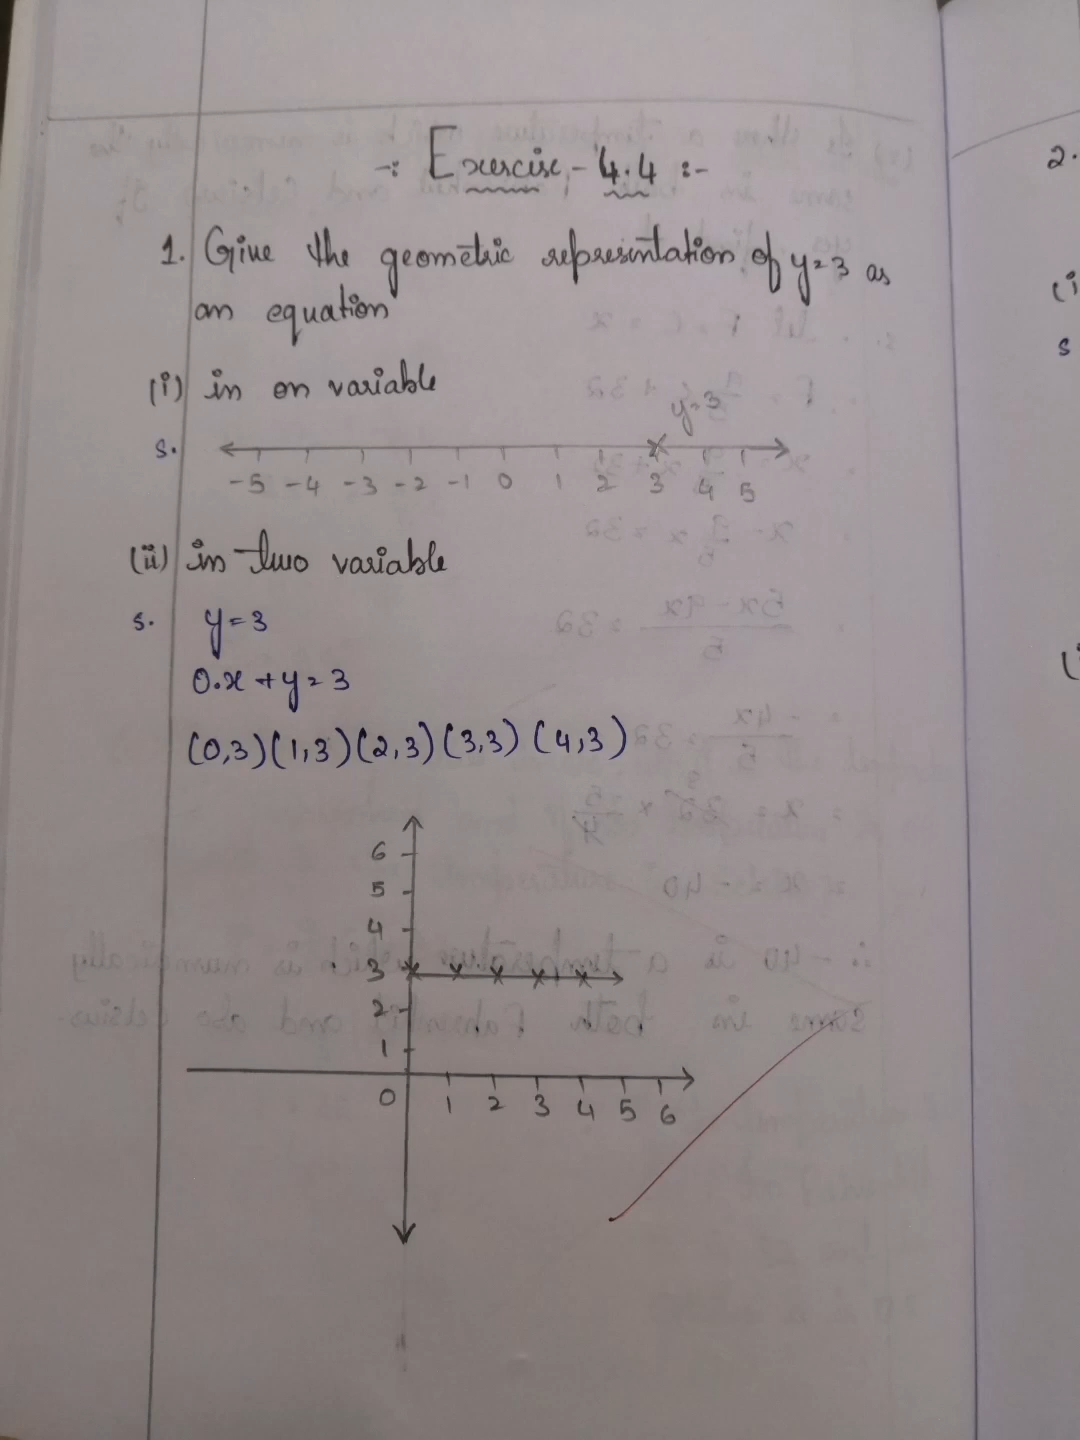 -: Exercise - 4.4 :-
1. Give the geometric representation of y=3 as
an equation
(i) in on variable
y=3
s.
-5 -4 -3 -2 -1 0 1 2 3 4 5
(ii) in two variable
s. y=3
0.x+y=3
(0,3)(1,3)(2,3)(3,3)(4,3)
6
5
4
3
2
1
0 1 2 3 4 5 6
2.
(i
s